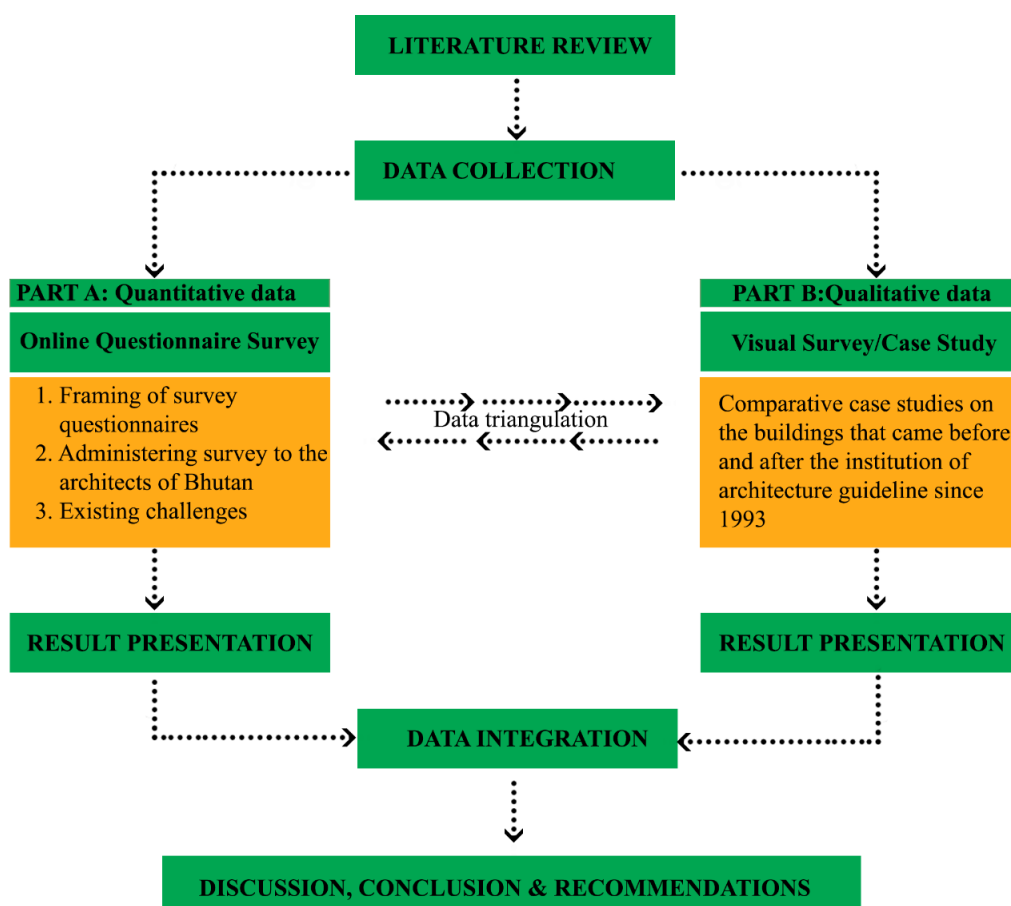 LITERATURE REVIEW
DATA COLLECTION
PART A: Quantitative data
Online Questionnaire Survey
1. Framing of survey
questionnaires
2. Administering survey to the
architects of Bhutan
3. Existing challenges
Data triangulation
PART B:Qualitative data
Visual Survey/Case Study
Comparative case studies on
the buildings that came before
and after the institution of
architecture guideline since
1993
RESULT PRESENTATION
RESULT PRESENTATION
DATA INTEGRATION
DISCUSSION, CONCLUSION & RECOMMENDATIONS